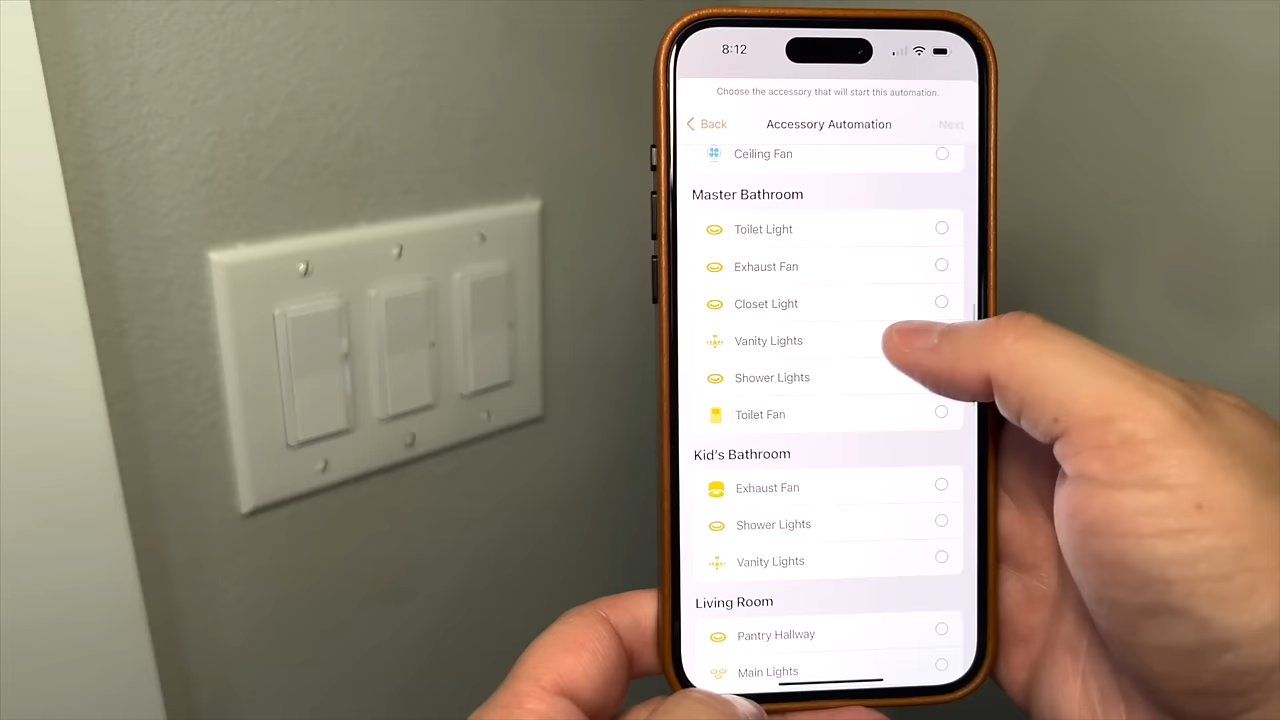 8:12
Choose the accessory that will start this automation.
Back Accessory Automation Next
Ceiling Fan
Master Bathroom
Toilet Light
Exhaust Fan
Closet Light
Vanity Lights
Shower Lights
Toilet Fan
Kid's Bathroom
Exhaust Fan
Shower Lights
Vanity Lights
Living Room
Pantry Hallway
Main Lights